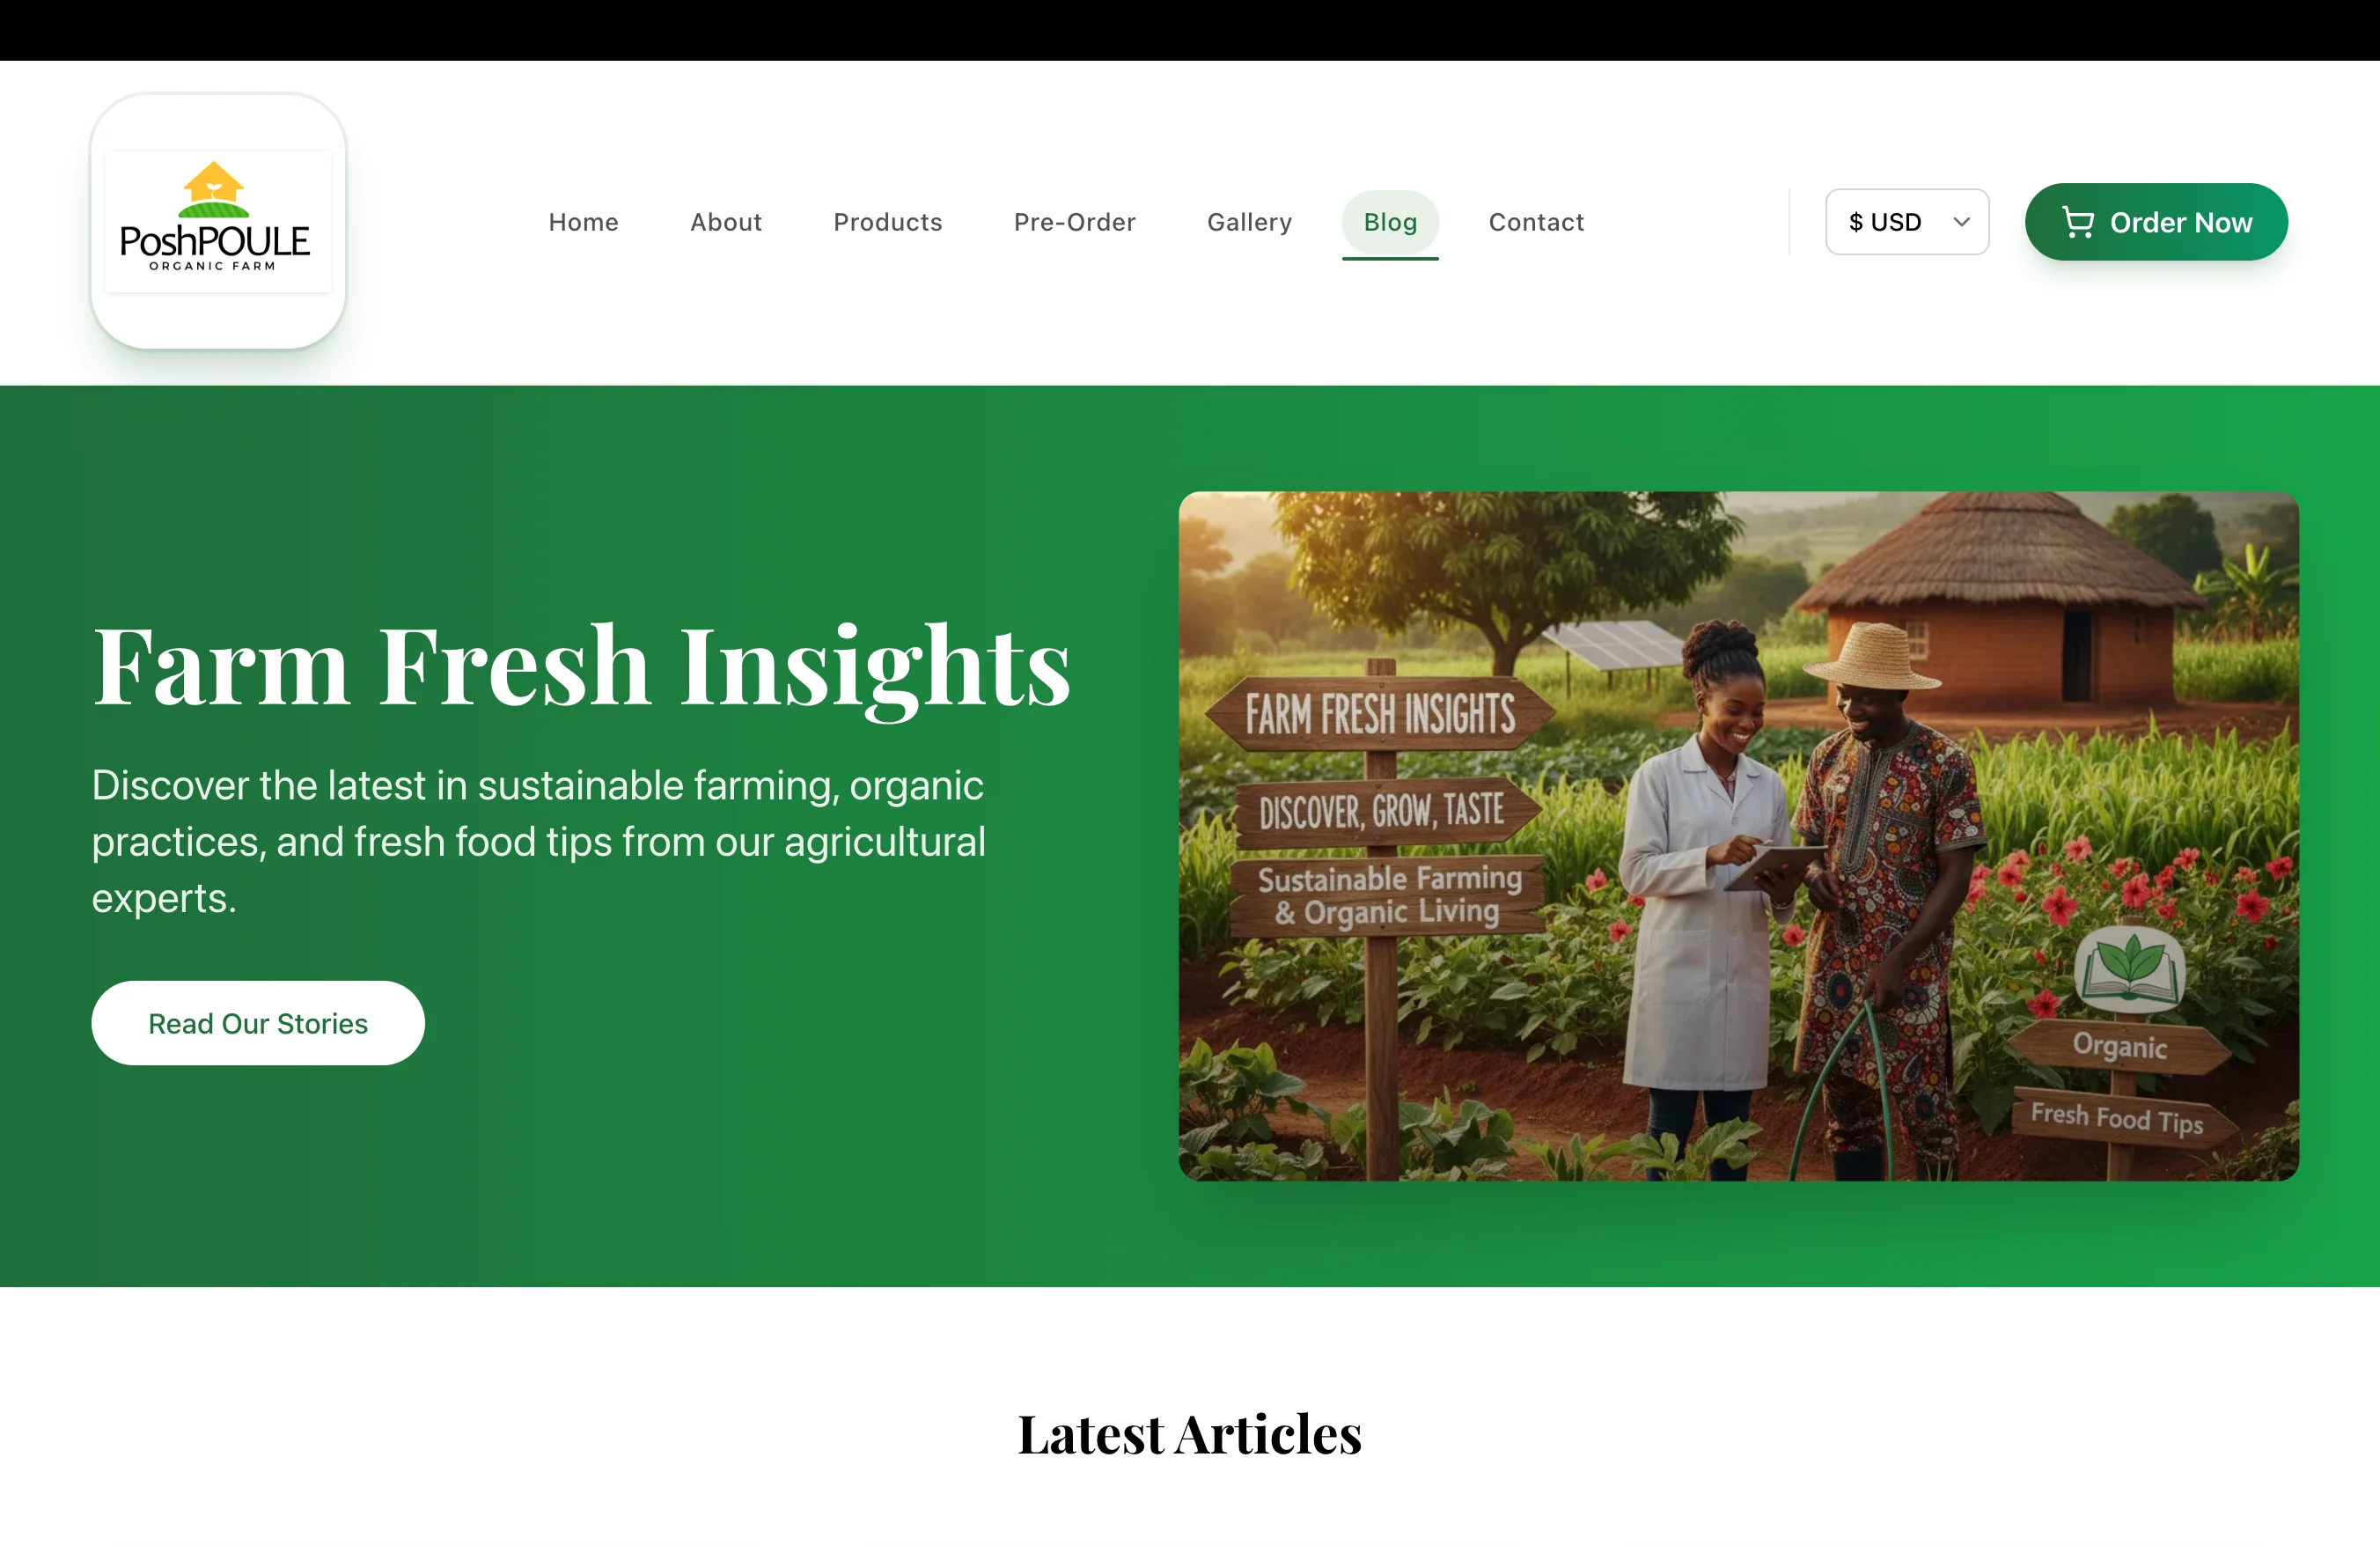 PoshPOULE
ORGANIC FARM
Home
About
Products
Pre-Order
Gallery
Blog
Contact
$ USD
Order Now
Farm Fresh Insights
Discover the latest in sustainable farming, organic
practices, and fresh food tips from our agricultural
experts.
Read Our Stories
FARM FRESH INSIGHTS
DISCOVER, GROW, TASTE
Sustainable Farming
& Organic Living
Organic
Fresh Food Tips
Latest Articles